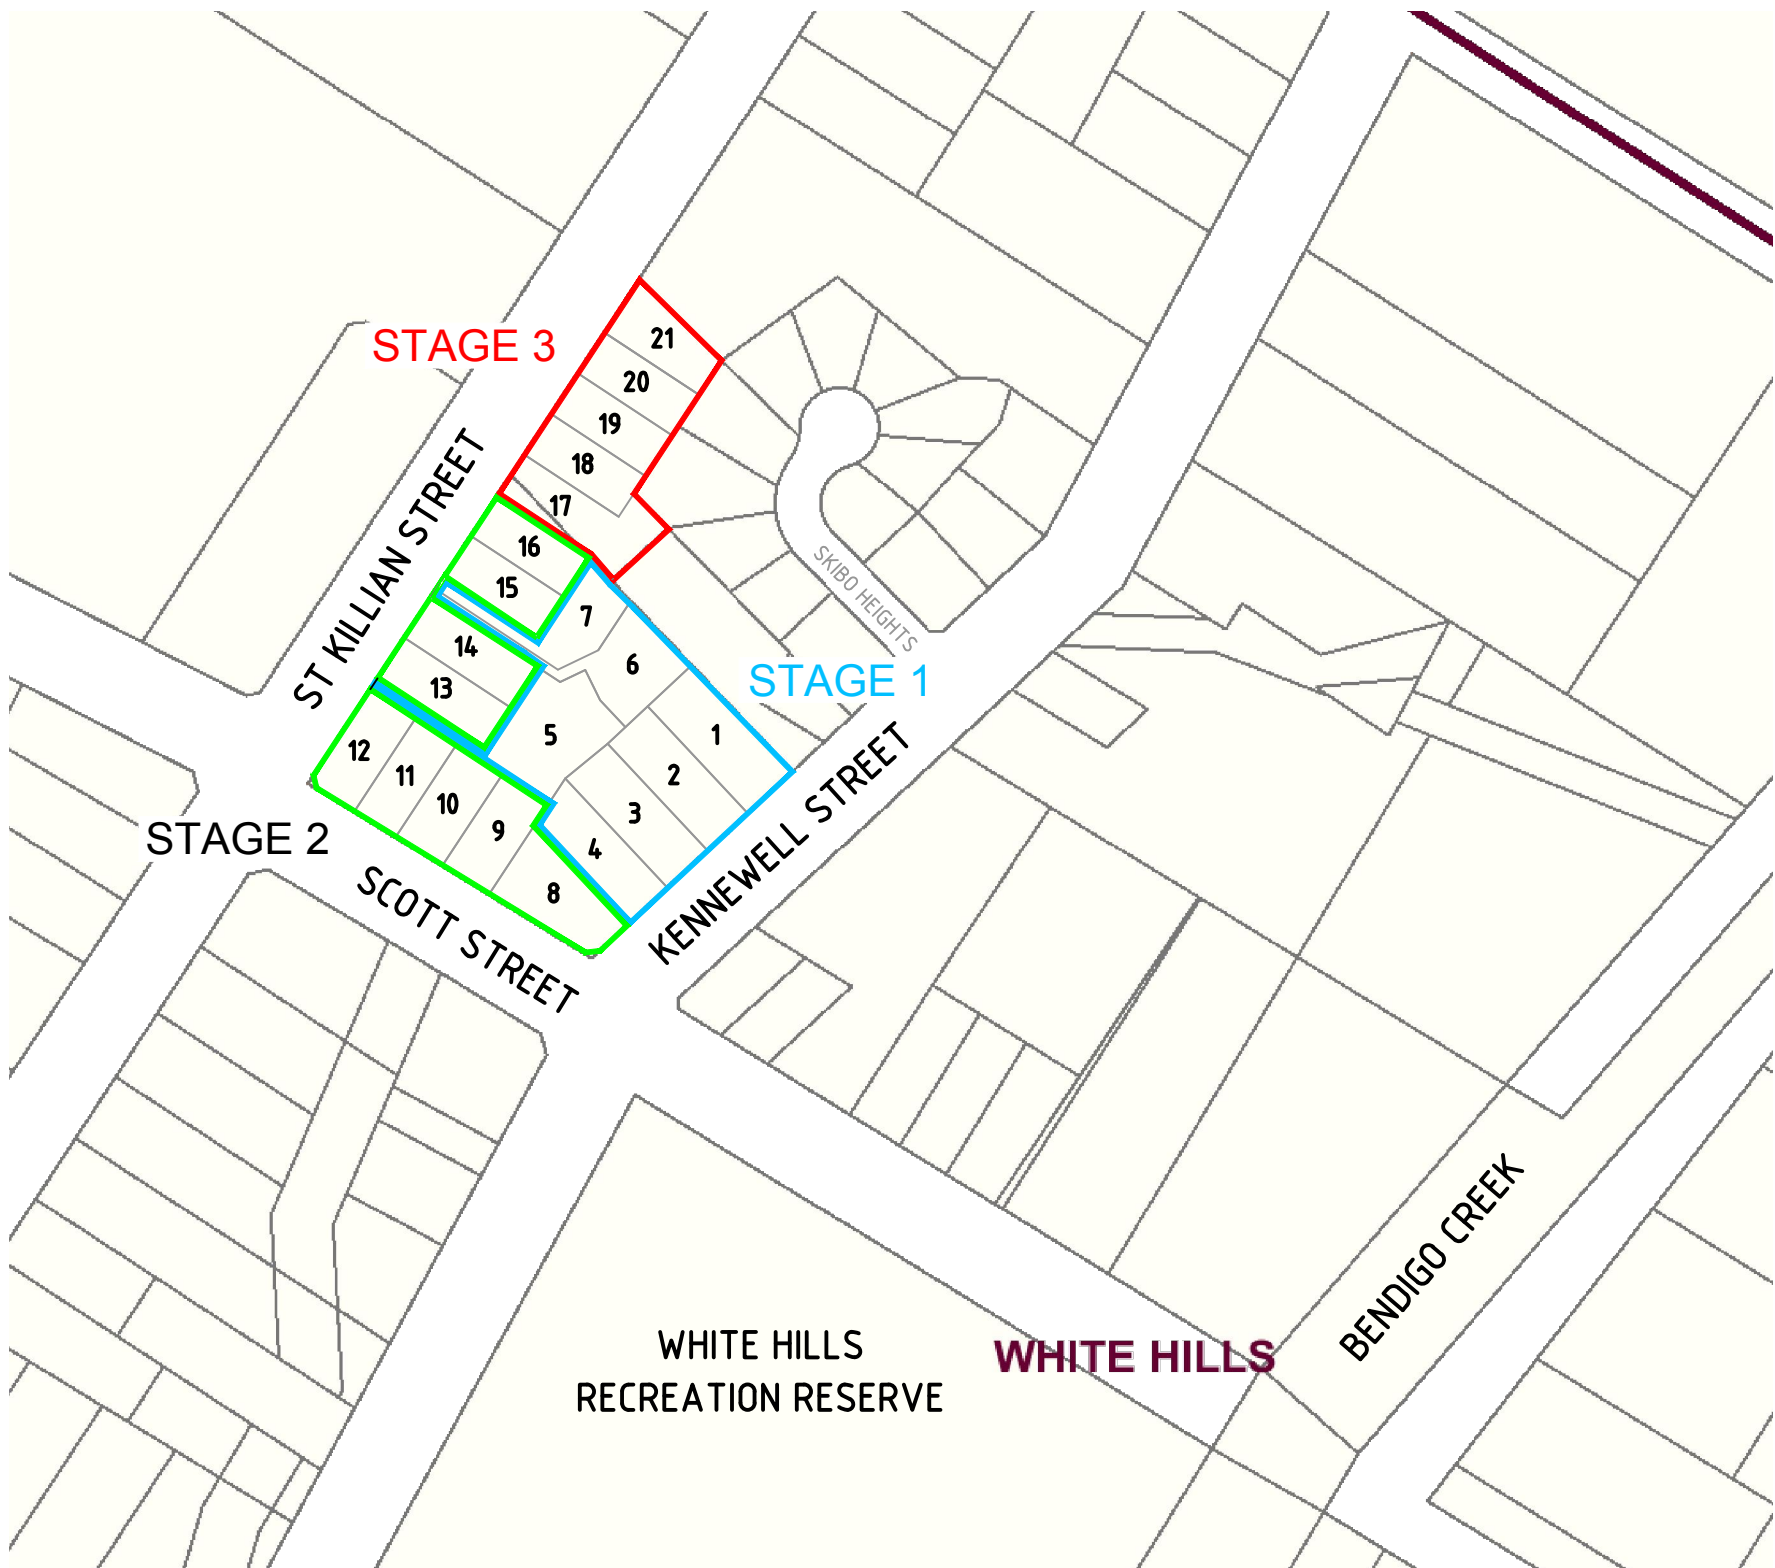 21
STAGE 3
20
19
18
17
ST KILLIAN STREET
16
15
SKIBO HEIGHTS
7
14
6
13
STAGE 1
5
1
12
11
2
10
3
9
STAGE 2
4
8
KENNEWELL STREET
SCOTT STREET
BENDIGO CREEK
WHITE HILLS
RECREATION RESERVE
WHITE HILLS